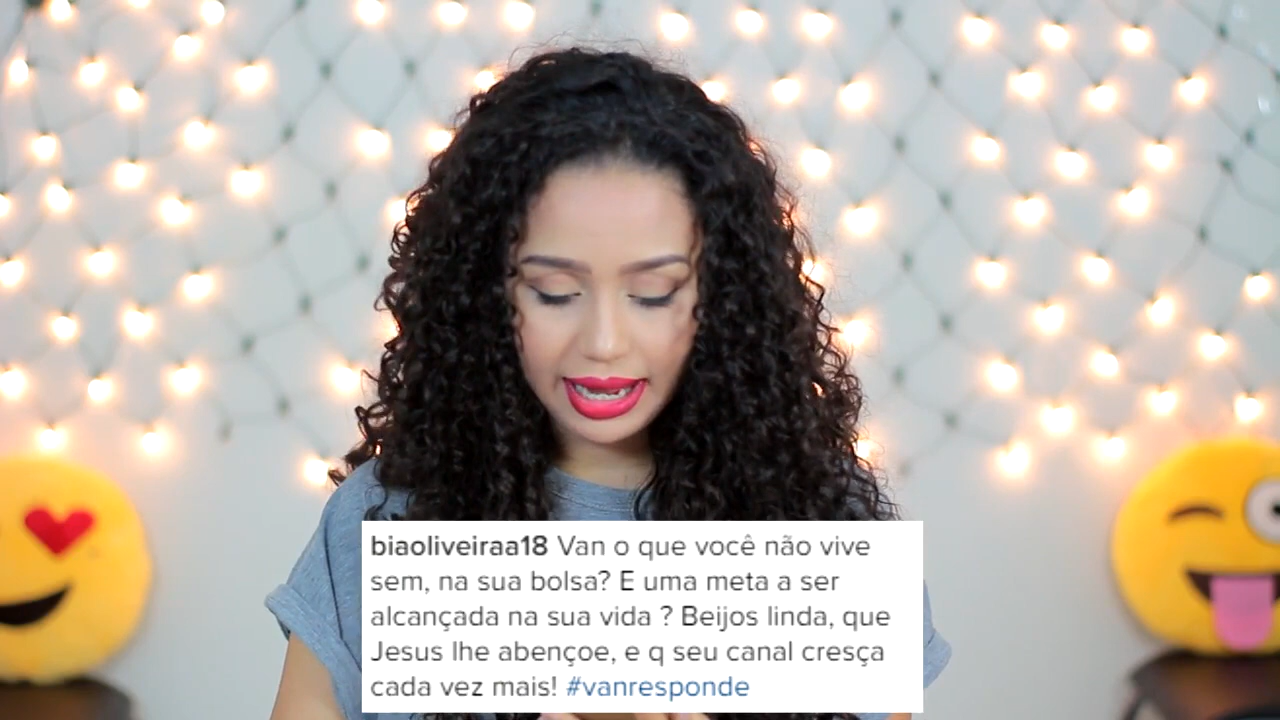 biaoliveiraa18 Van o que você não vive
sem, na sua bolsa? E uma meta a ser
alcançada na sua vida ? Beijos linda, que
Jesus lhe abençoe, e q seu canal cresça
cada vez mais! #vanresponde